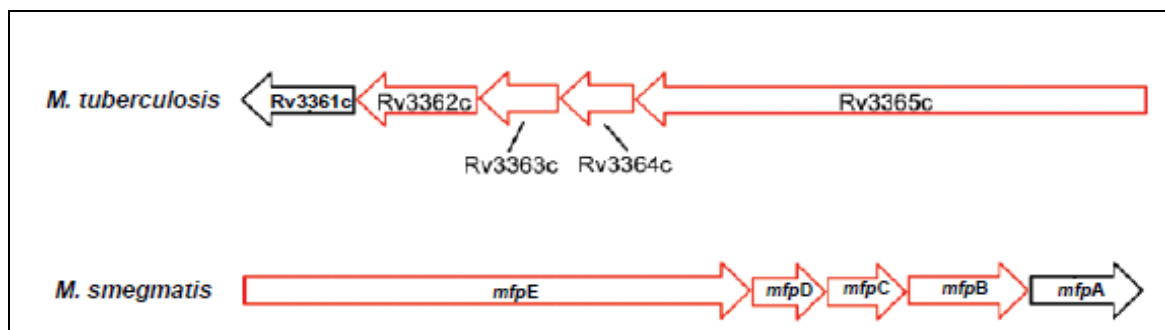 M. tuberculosis Rv3361c Rv3362c Rv3365c
Rv3363c Rv3364c
M. smegmatis mfpE mfpD mfpC mfpB mfpA